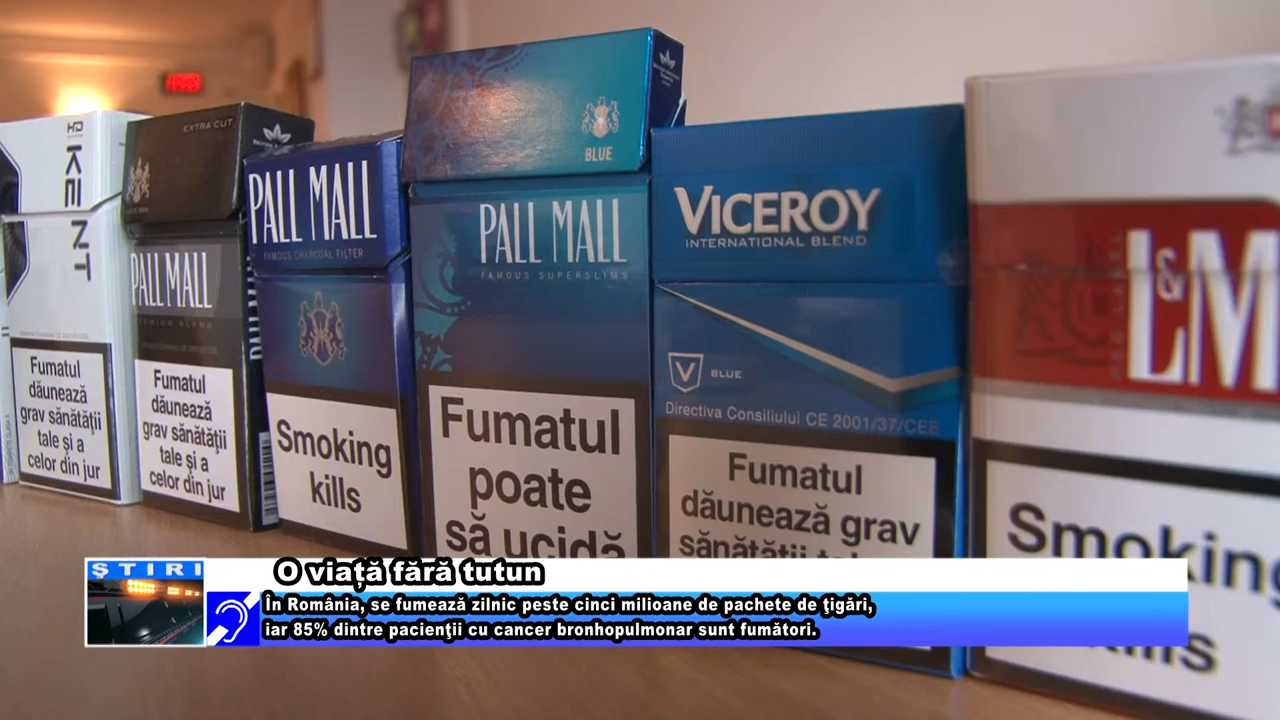 KENT
EXTRA CUT
PALL MALL
Fumatul
dăunează
grav sănătăţii
tale şi a
celor din jur
Fumatul
dăunează
grav sănătăţii
tale şi a
celor din jur
PALL MALL
FAMOUS CHARCOAL FILTER
Smoking
kills
BLUE
PALL MALL
FAMOUS SUPERSLIMS
Fumatul
poate
să ucidă
VICEROY
INTERNATIONAL BLEND
V BLUE
Directiva Consiliului CE 2001/37/CEE
Fumatul
dăunează grav
sănătăţii
L&M
Smoking
kills
ŞTIRI
O viață fără tutun
În România, se fumează zilnic peste cinci milioane de pachete de ţigări,
iar 85% dintre pacienţii cu cancer bronhopulmonar sunt fumători.